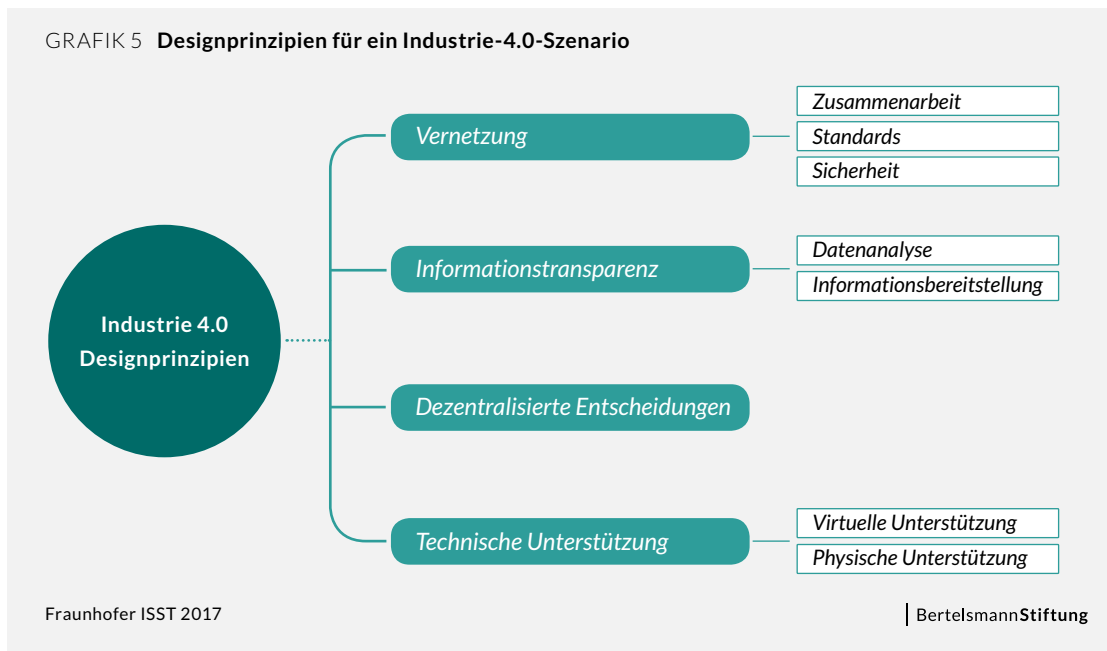 GRAFIK 5 Designprinzipien für ein Industrie-4.0-Szenario
Industrie 4.0
Designprinzipien
Vernetzung
Zusammenarbeit
Standards
Sicherheit
Informationstransparenz
Datenanalyse
Informationsbereitstellung
Dezentralisierte Entscheidungen
Technische Unterstützung
Virtuelle Unterstützung
Physische Unterstützung
Fraunhofer ISST 2017
BertelsmannStiftung